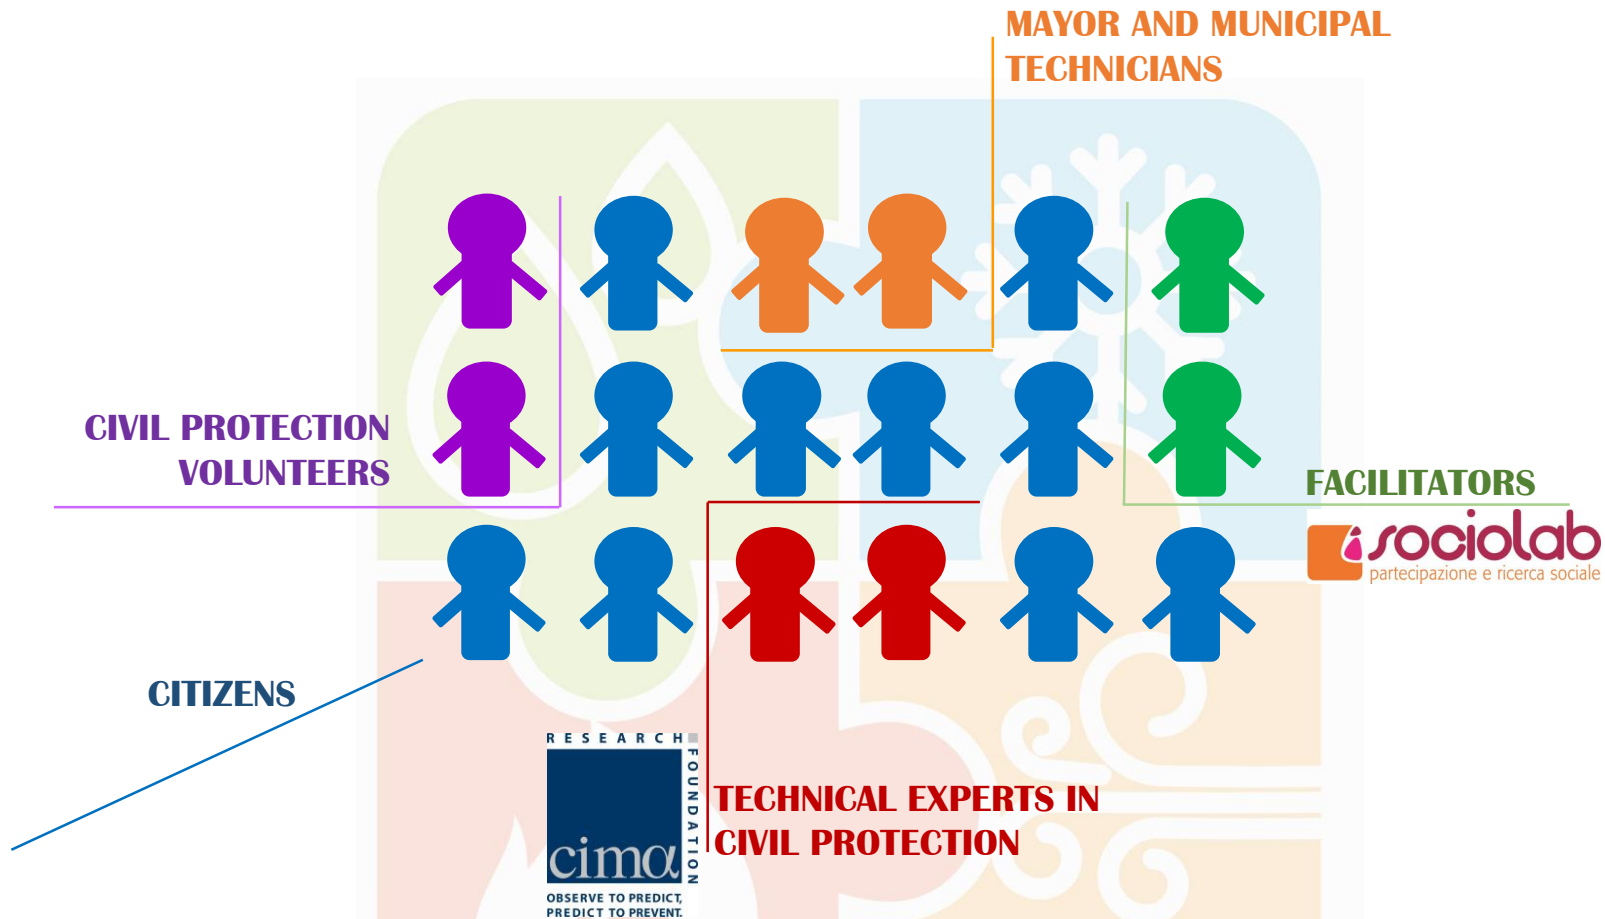 MAYOR AND MUNICIPAL
TECHNICIANS
CIVIL PROTECTION
VOLUNTEERS
FACILITATORS
sociolab
partecipazione e ricerca sociale
CITIZENS
RESEARCH
FOUNDATION
cima
OBSERVE TO PREDICT,
PREDICT TO PREVENT.
TECHNICAL EXPERTS IN
CIVIL PROTECTION